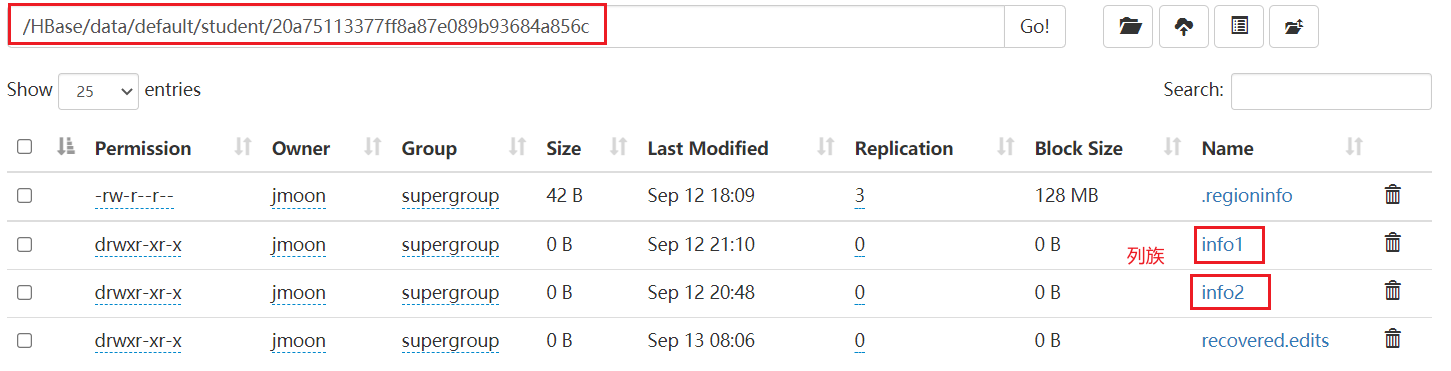 /HBase/data/default/student/20a75113377ff8a87e089b93684a856c Go!
Show 25 entries Search:
Permission Owner Group Size Last Modified Replication Block Size Name
-rw-r--r-- jmoon supergroup 42 B Sep 12 18:09 3 128 MB .regioninfo
drwxr-xr-x jmoon supergroup 0 B Sep 12 21:10 0 0 B info1
列族
drwxr-xr-x jmoon supergroup 0 B Sep 12 20:48 0 0 B info2
drwxr-xr-x jmoon supergroup 0 B Sep 13 08:06 0 0 B recovered.edits